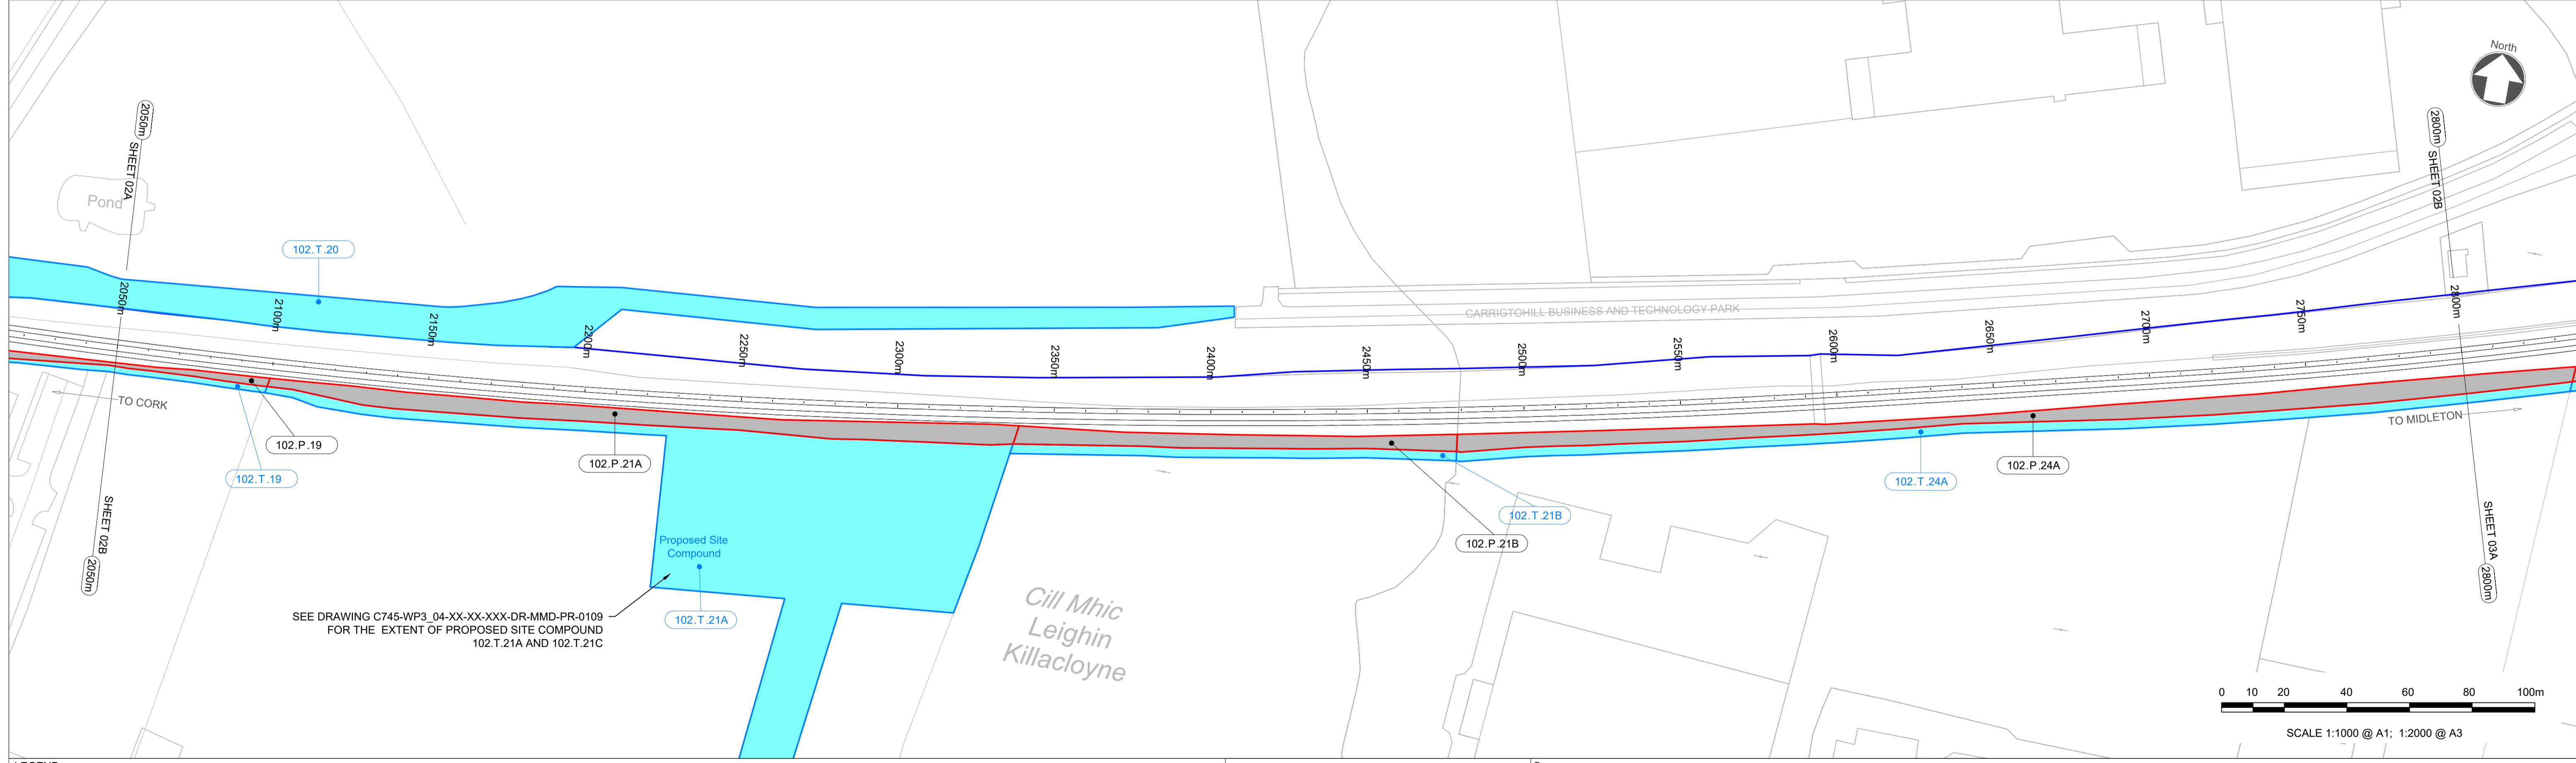 North
2050m
SHEET 02A
Pond
2800m
SHEET 02B
102.T.20
2050m
2100m
2150m
2200m
2250m
2300m
2350m
2400m
2450m
2500m
2550m
2600m
2650m
2700m
2750m
2800m
CARRIGTOHILL BUSINESS AND TECHNOLOGY PARK
TO CORK
TO MIDLETON
102.P.19
102.T.19
102.P.21A
102.P.24A
102.T.24A
102.T.21B
102.P.21B
SHEET 02B
2050m
SHEET 03A
2800m
Proposed Site
Compound
102.T.21A
SEE DRAWING C745-WP3_04-XX-XX-XXX-DR-MMD-PR-0109
FOR THE EXTENT OF PROPOSED SITE COMPOUND
102.T.21A AND 102.T.21C
Cill Mhic
Leighin
Killacloyne
0 10 20 40 60 80 100m
SCALE 1:1000 @ A1; 1:2000 @ A3